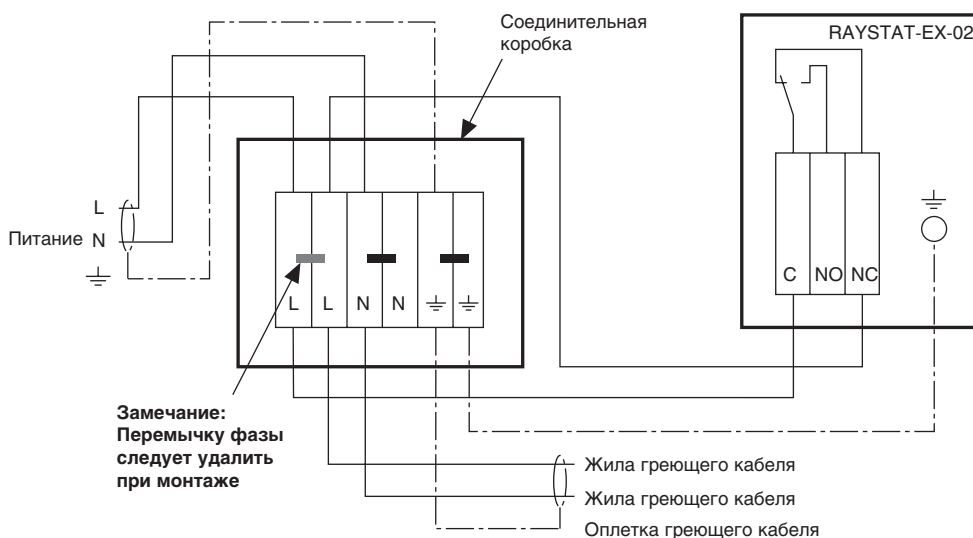 Соединительная
коробка
RAYSTAT-EX-02
L
Питание N
C NO NC
L L N N
Замечание:
Перемычку фазы
следует удалить
при монтаже
Жила греющего кабеля
Жила греющего кабеля
Оплетка греющего кабеля